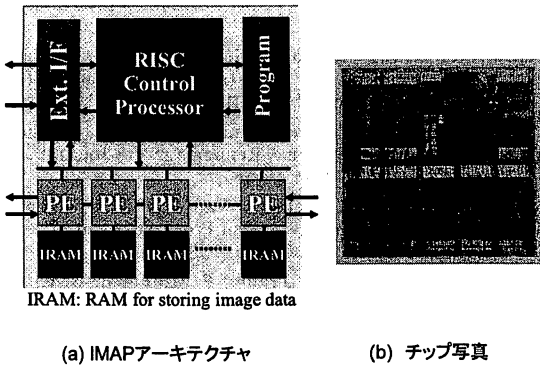 Ext. I/F
RISC
Control
Processor
Program
PE PE PE PE
IRAM IRAM IRAM IRAM
IRAM: RAM for storing image data
(a) IMAPアーキテクチャ
(b) チップ写真